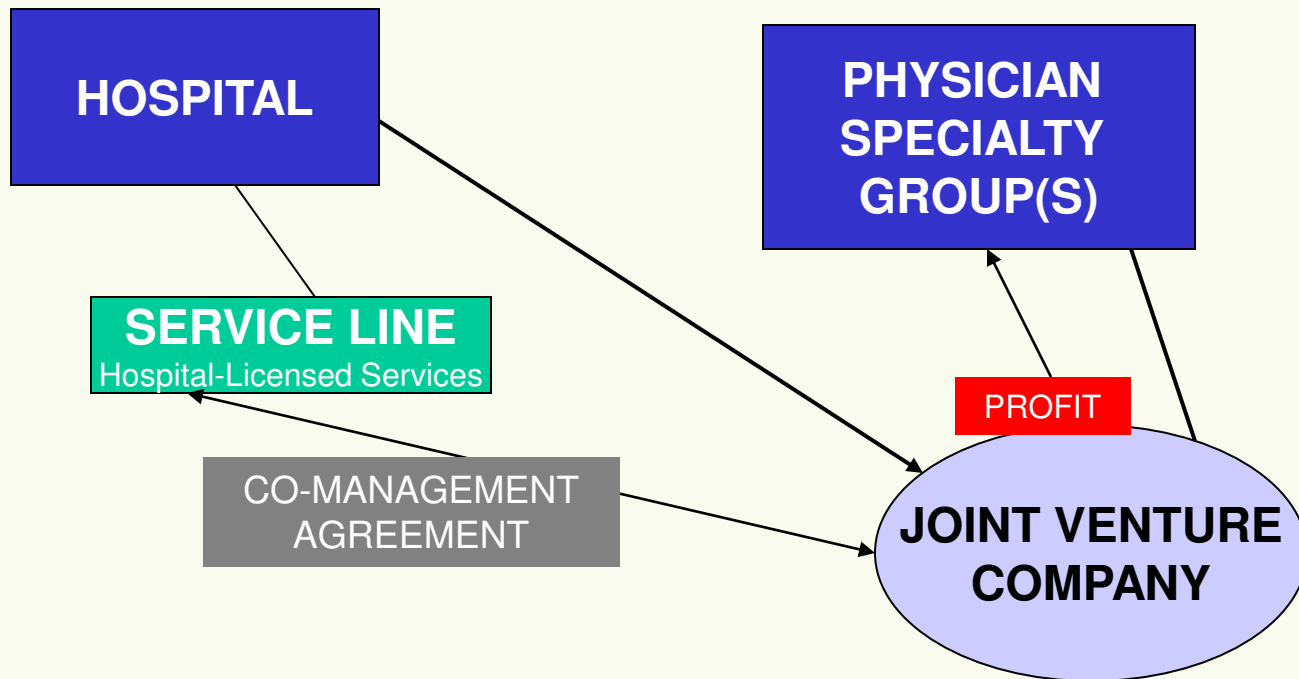 HOSPITAL
PHYSICIAN
SPECIALTY
GROUP(S)
SERVICE LINE
Hospital-Licensed Services
PROFIT
CO-MANAGEMENT
AGREEMENT
JOINT VENTURE
COMPANY